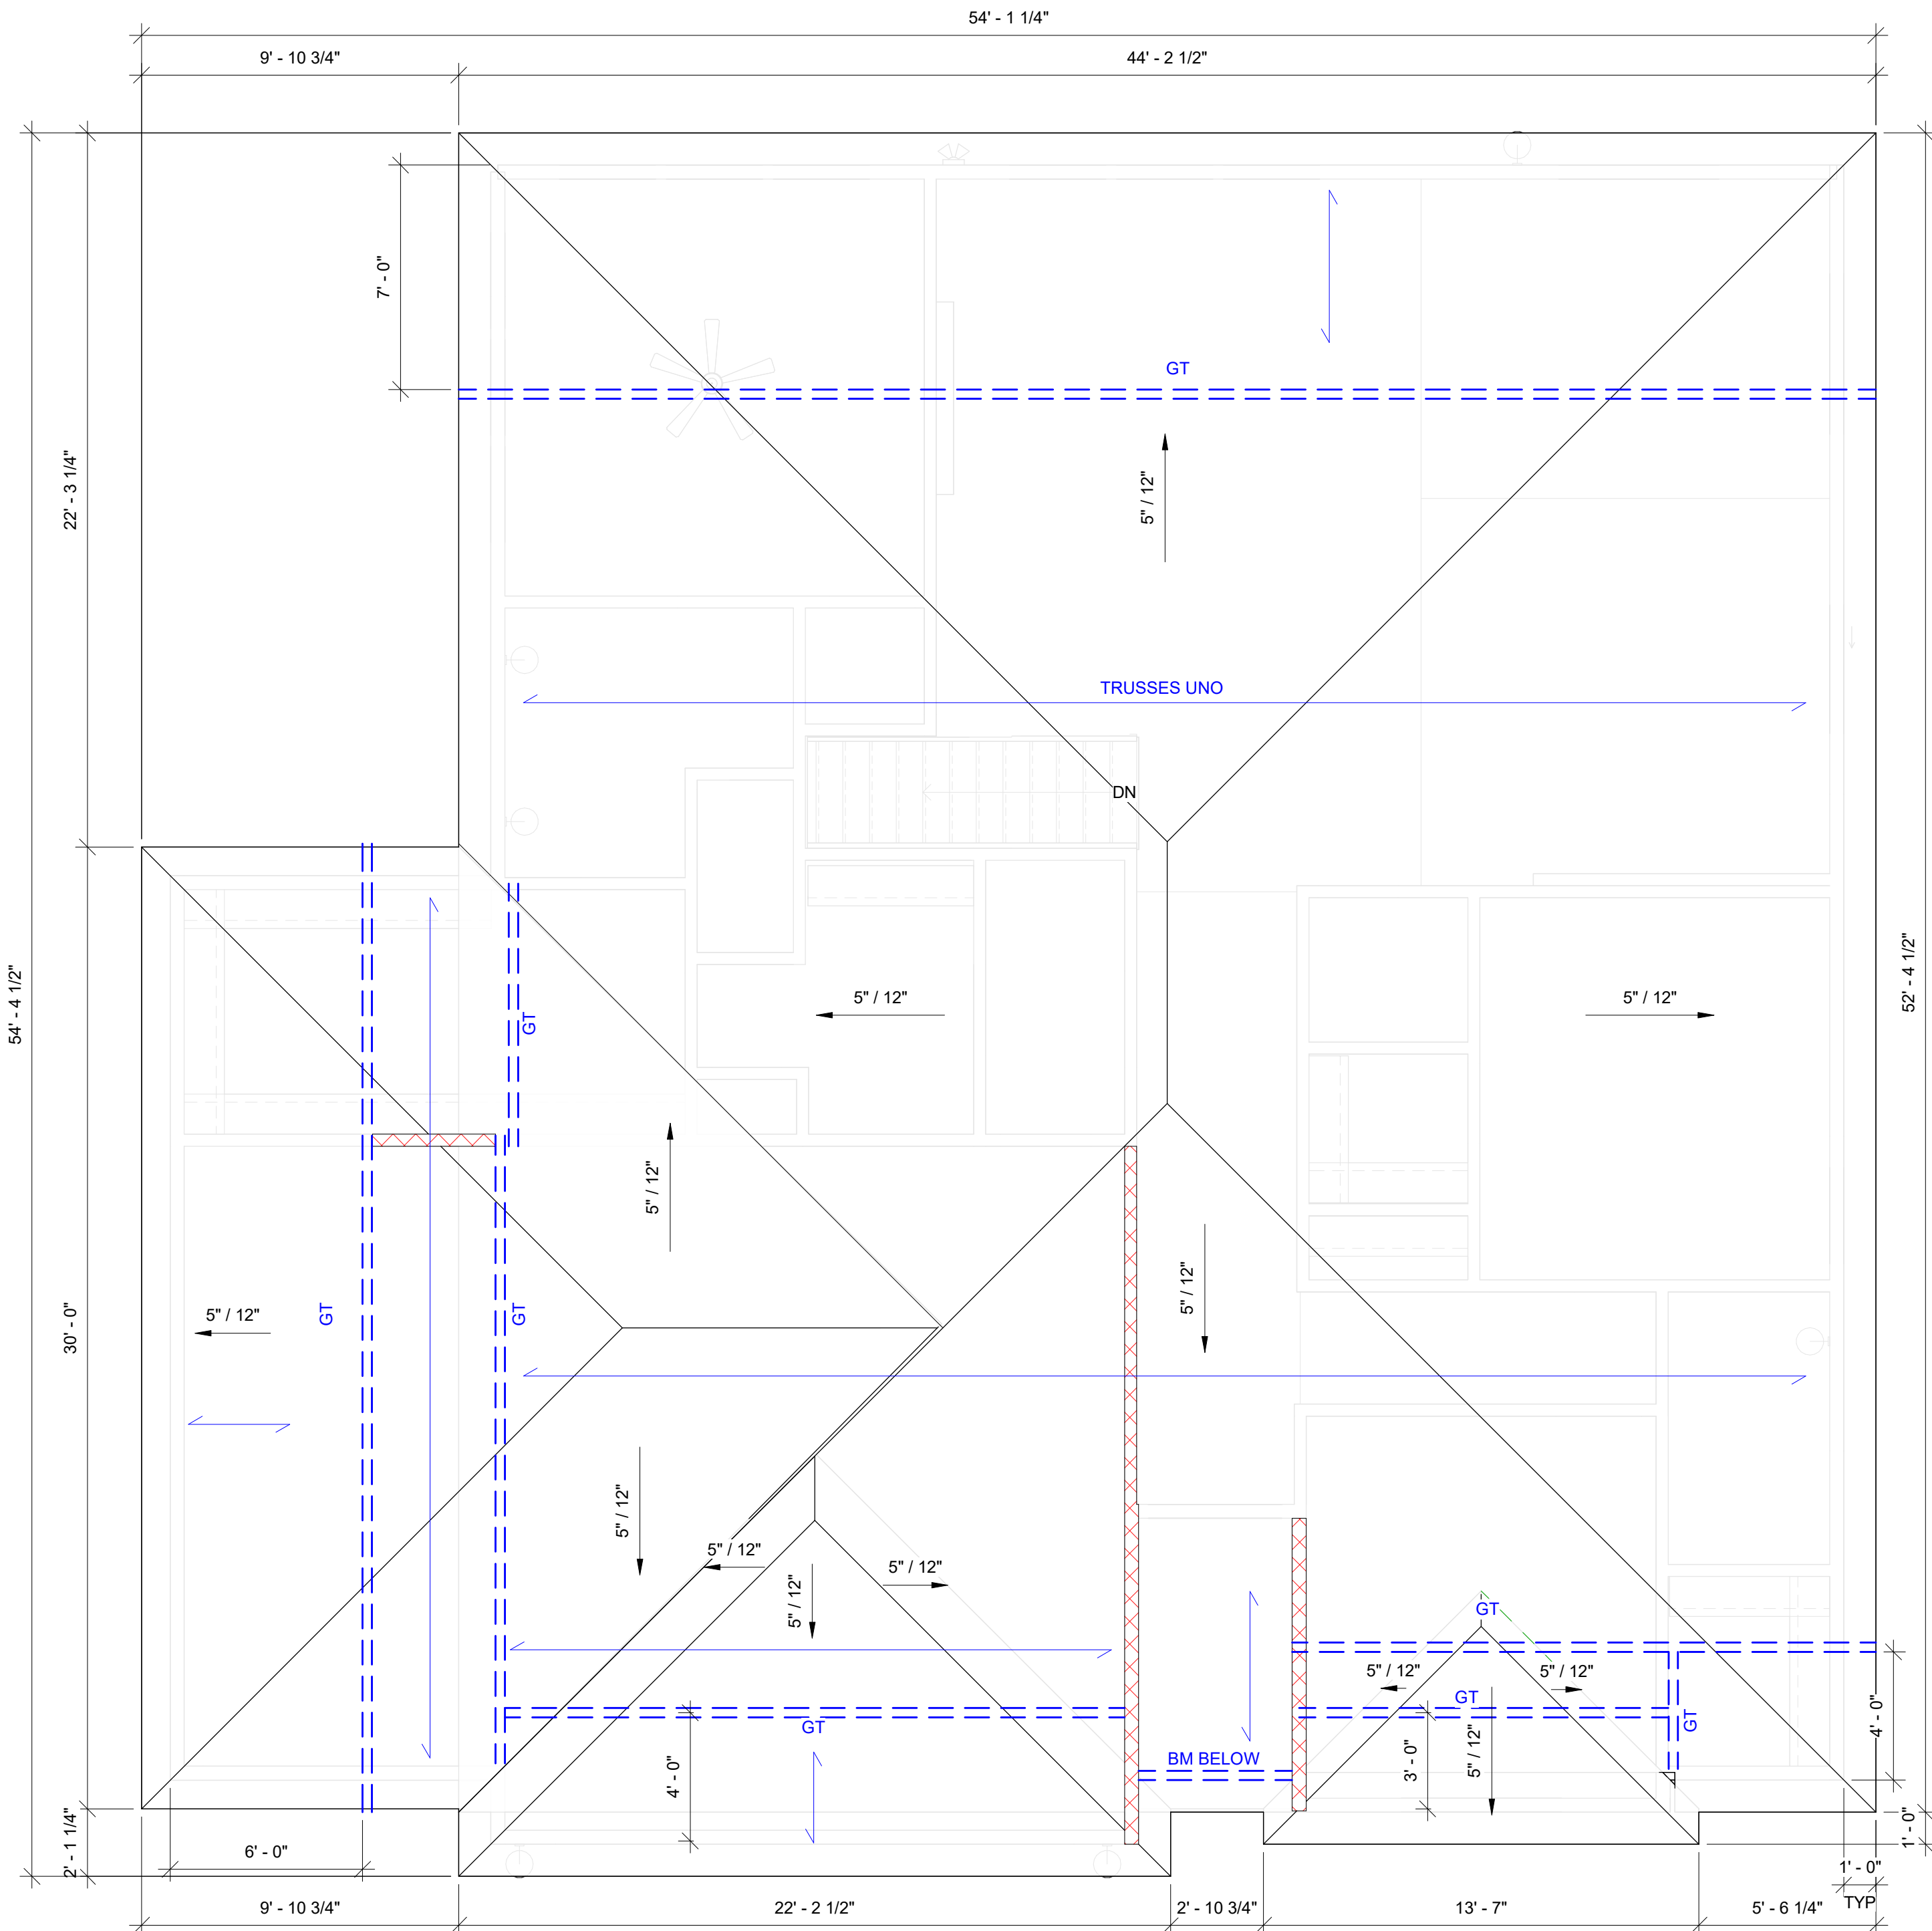 54' - 1 1/4"
9' - 10 3/4"
44' - 2 1/2"
7' - 0"
GT
22' - 3 1/4"
5" / 12"
TRUSSES UNO
DN
54' - 4 1/2"
52' - 4 1/2"
5" / 12"
5" / 12"
GT
5" / 12"
30' - 0"
5" / 12"
GT
GT
5" / 12"
5" / 12"
5" / 12"
5" / 12"
5" / 12"
GT
5" / 12"
5" / 12"
5" / 12"
GT
GT
GT
4' - 0"
BM BELOW
4' - 0"
3' - 0"
5" / 12"
2' - 1 1/4"
6' - 0"
1' - 0"
1' - 0"
TYP
9' - 10 3/4"
22' - 2 1/2"
2' - 10 3/4"
13' - 7"
5' - 6 1/4"